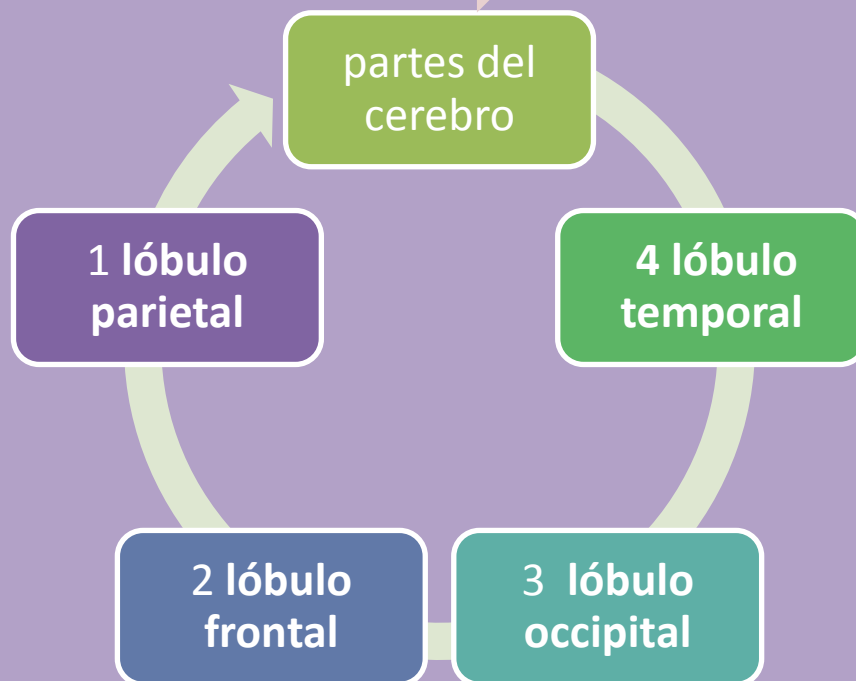 partes del
cerebro
1 lóbulo
parietal
4 lóbulo
temporal
2 lóbulo
frontal
3 lóbulo
occipital